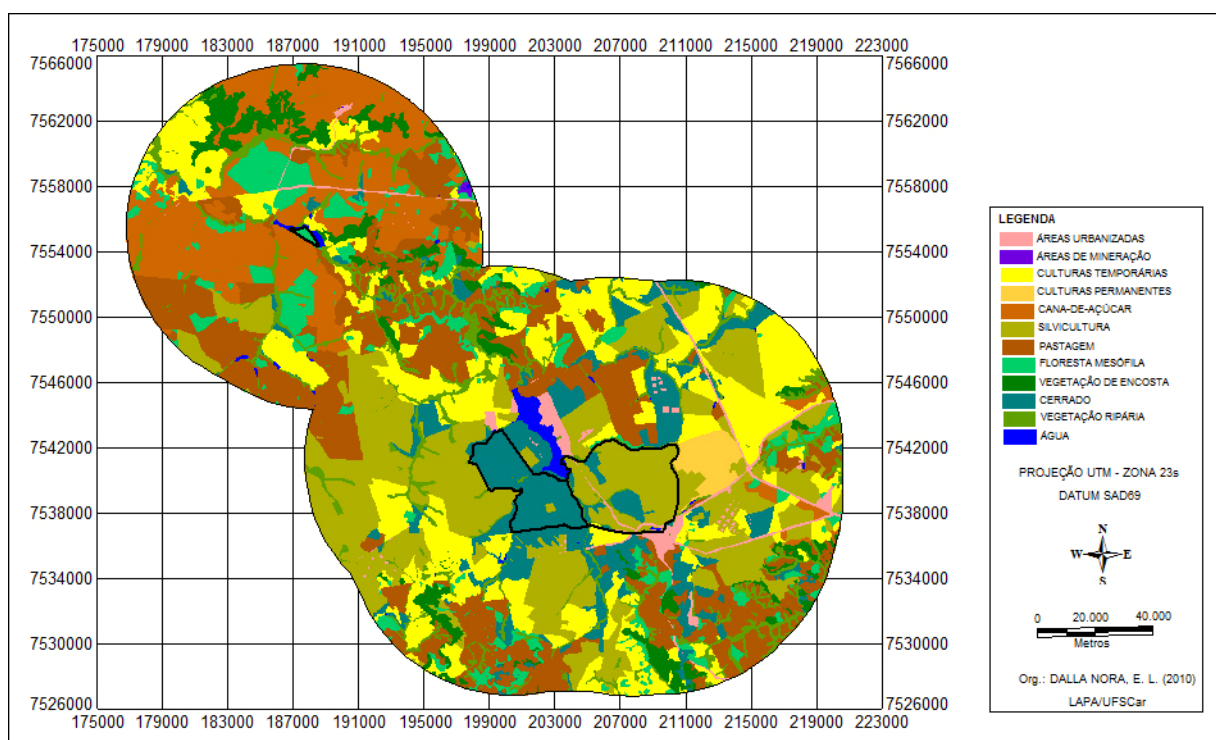 175000 179000 183000 187000 191000 195000 199000 203000 207000 211000 215000 219000 223000
7566000 7566000
7562000 7562000
7558000 7558000
7554000 7554000
7550000 7550000
7546000 7546000
7542000 7542000
7538000 7538000
7534000 7534000
7530000 7530000
7526000 7526000
175000 179000 183000 187000 191000 195000 199000 203000 207000 211000 215000 219000 223000
LEGENDA
ÁREAS URBANIZADAS
ÁREAS DE MINERAÇÃO
CULTURAS TEMPORÁRIAS
CULTURAS PERMANENTES
CANA-DE-AÇÚCAR
SILVICULTURA
PASTAGEM
FLORESTA MESÓFILA
VEGETAÇÃO DE ENCOSTA
CERRADO
VEGETAÇÃO RIPÁRIA
ÁGUA
PROJEÇÃO UTM - ZONA 23s
DATUM SAD69
N
W E
S
0 20.000 40.000
Metros
Org.: DALLA NORA, E. L. (2010)
LAPA/UFSCar